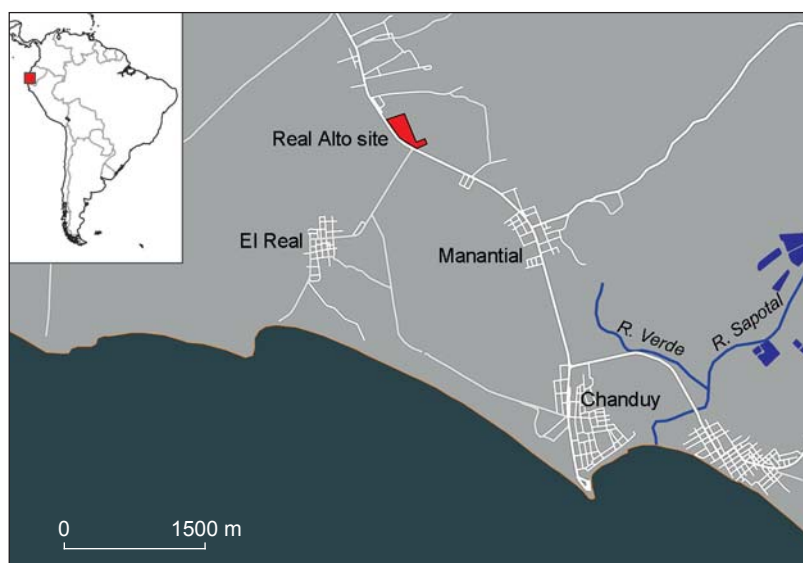 Real Alto site
El Real
Manantial
R. Verde
R. Sapotal
Chanduy
0 1500 m